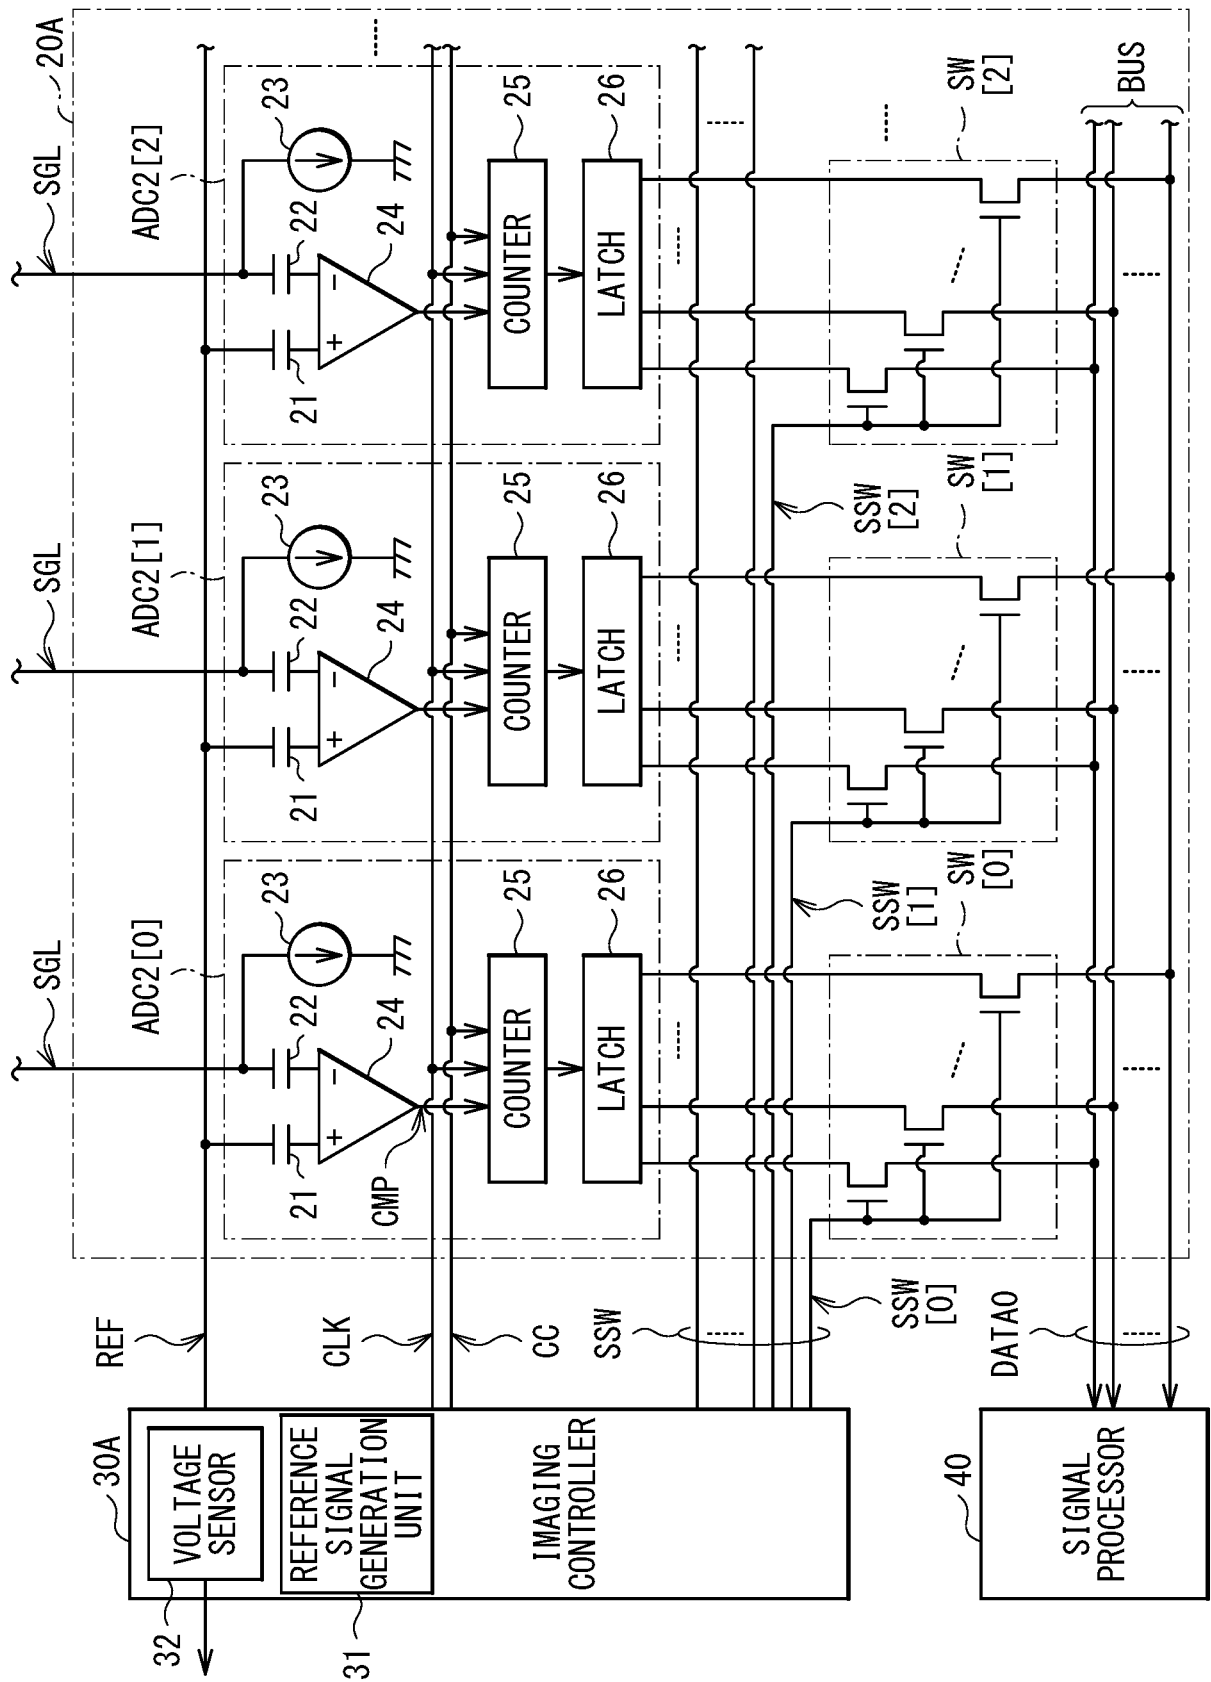 20A
SGL
SGL
SGL
ADC2[0]
ADC2[1]
ADC2[2]
REF
21
22
23
24
21
22
23
24
21
22
23
24
+
−
+
−
+
−
CMP
CLK
CC
COUNTER
25
COUNTER
25
COUNTER
25
LATCH
26
LATCH
26
LATCH
26
SSW
SSW
[0]
SSW
[1]
SSW
[2]
SW
[0]
SW
[1]
SW
[2]
BUS
DATA0
30A
VOLTAGE
SENSOR
32
REFERENCE
SIGNAL
GENERATION
UNIT
31
IMAGING
CONTROLLER
40
SIGNAL
PROCESSOR